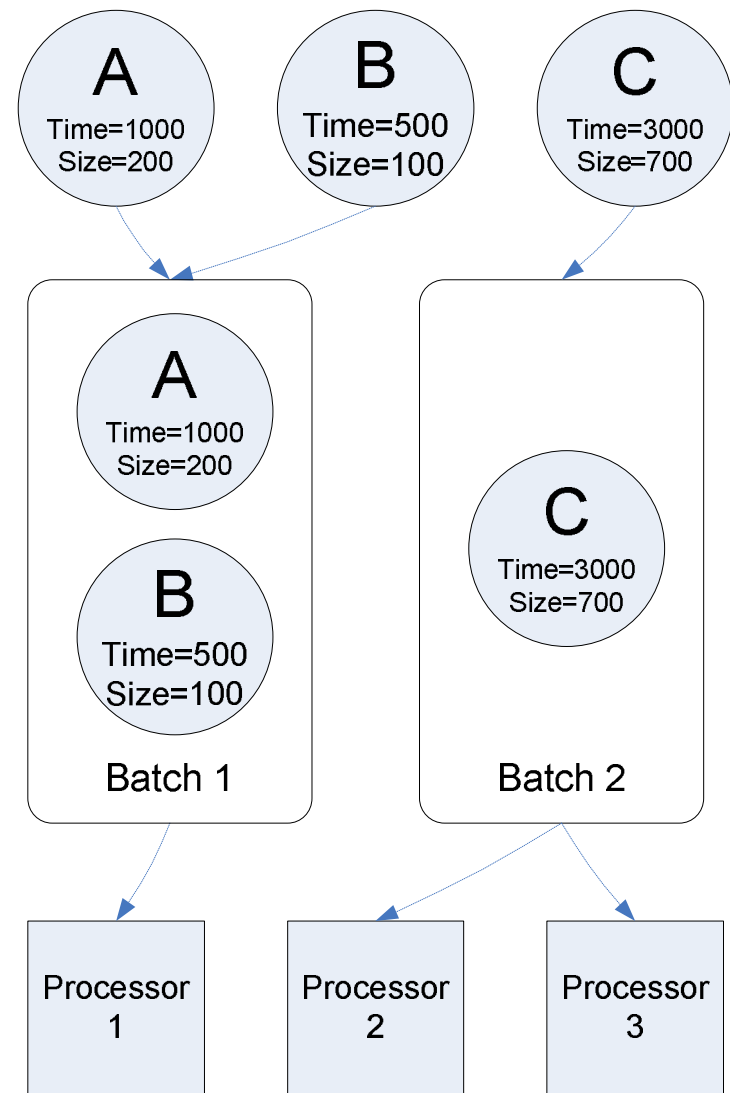 A
Time=1000
Size=200
B
Time=500
Size=100
C
Time=3000
Size=700
A
Time=1000
Size=200
B
Time=500
Size=100
Batch 1
C
Time=3000
Size=700
Batch 2
Processor
1
Processor
2
Processor
3